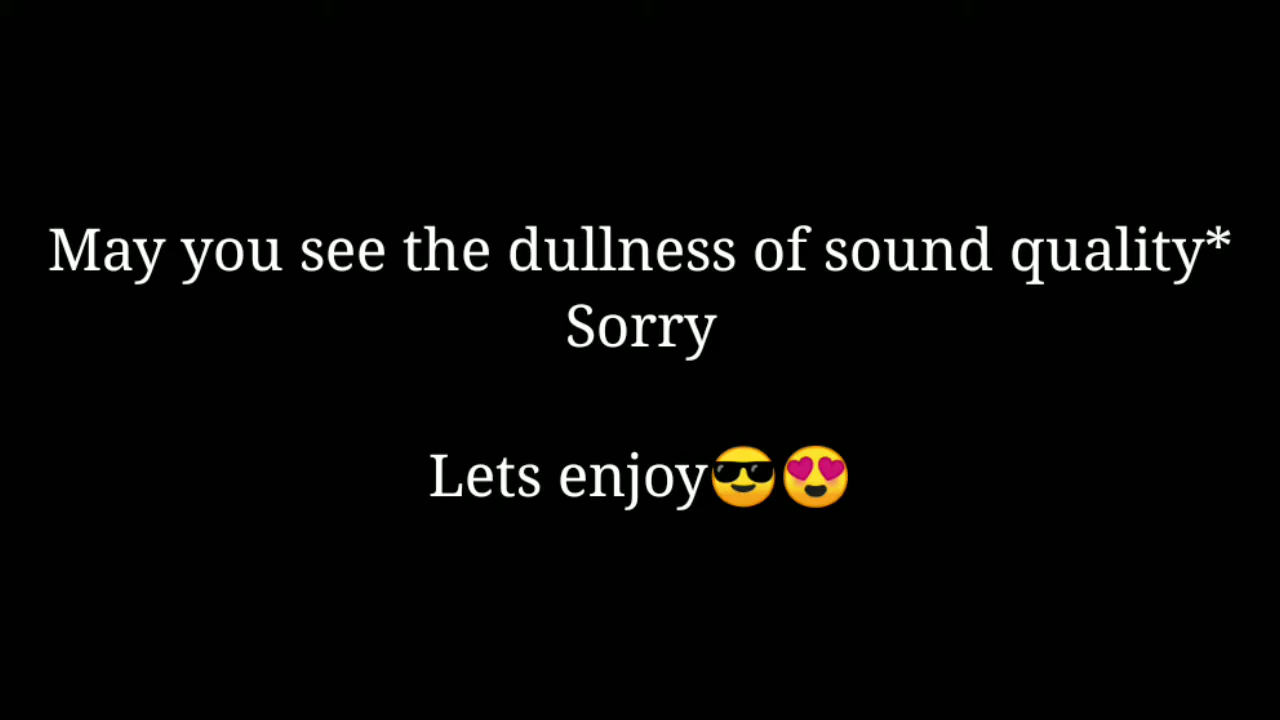 May you see the dullness of sound quality*
Sorry
Lets enjoy😎😍